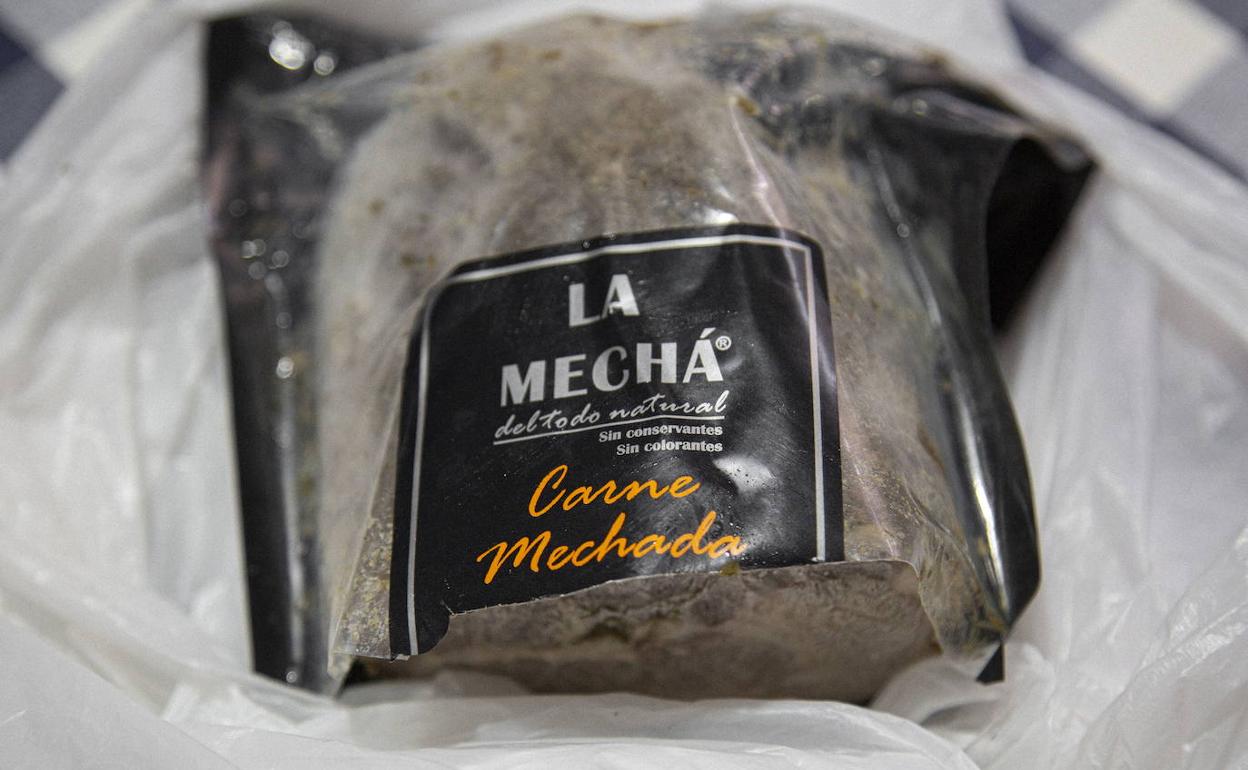 LA
MECHÁ®
del todo natural
Sin conservantes
Sin colorantes
Carne
Mechada